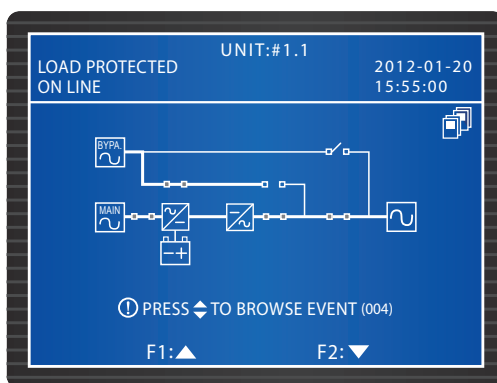 UNIT:#1.1
LOAD PROTECTED
ON LINE
2012-01-20
15:55:00
BYPA.
MAIN
PRESS TO BROWSE EVENT (004)
F1:
F2: